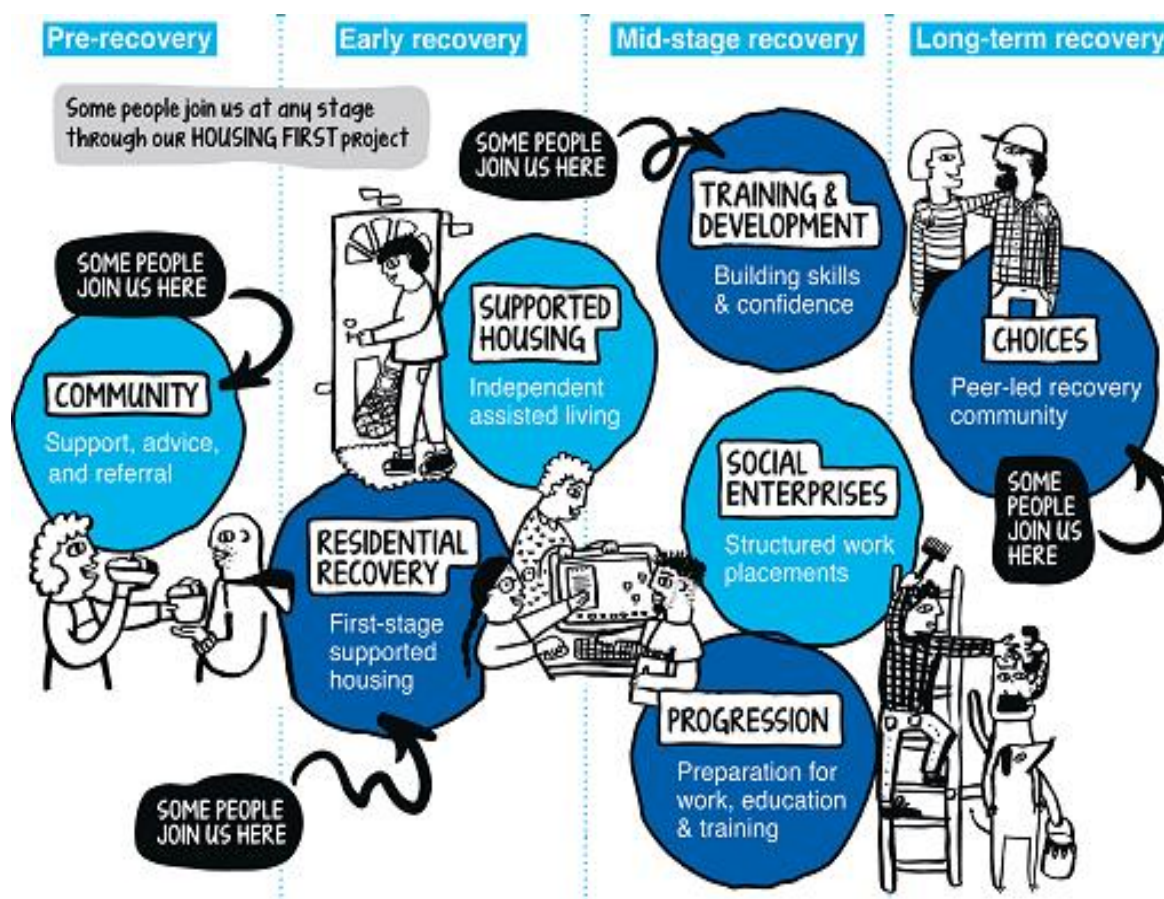 Pre-recovery
Early recovery
Mid-stage recovery
Long-term recovery
Some people join us at any stage
through our HOUSING FIRST project
SOME PEOPLE
JOIN US HERE
COMMUNITY
Support, advice,
and referral
SUPPORTED
HOUSING
Independent
assisted living
RESIDENTIAL
RECOVERY
First-stage
supported
housing
SOME PEOPLE
JOIN US HERE
SOME PEOPLE
JOIN US HERE
TRAINING &
DEVELOPMENT
Building skills
& confidence
SOCIAL
ENTERPRISES
Structured work
placements
PROGRESSION
Preparation for
work, education
& training
CHOICES
Peer-led recovery
community
SOME
PEOPLE
JOIN US
HERE